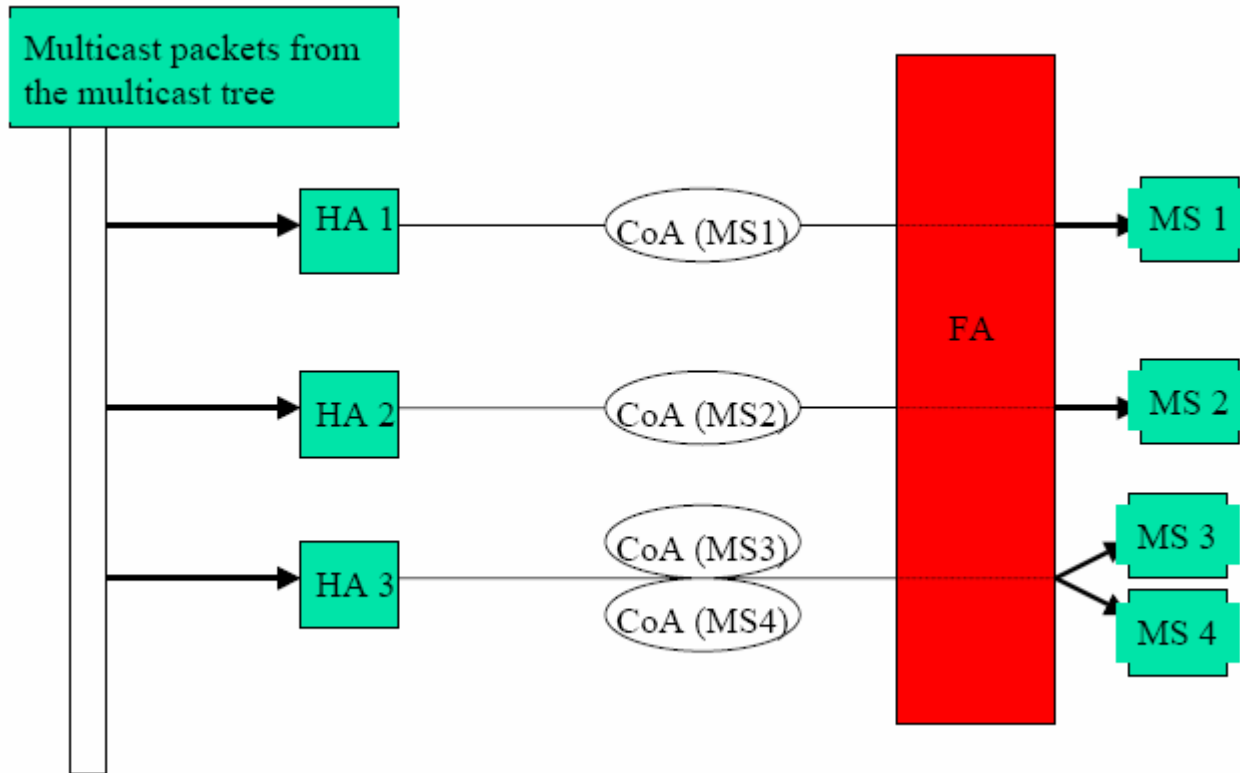 Multicast packets from
the multicast tree
HA 1
CoA (MS1)
MS 1
FA
HA 2
CoA (MS2)
MS 2
HA 3
CoA (MS3)
CoA (MS4)
MS 3
MS 4